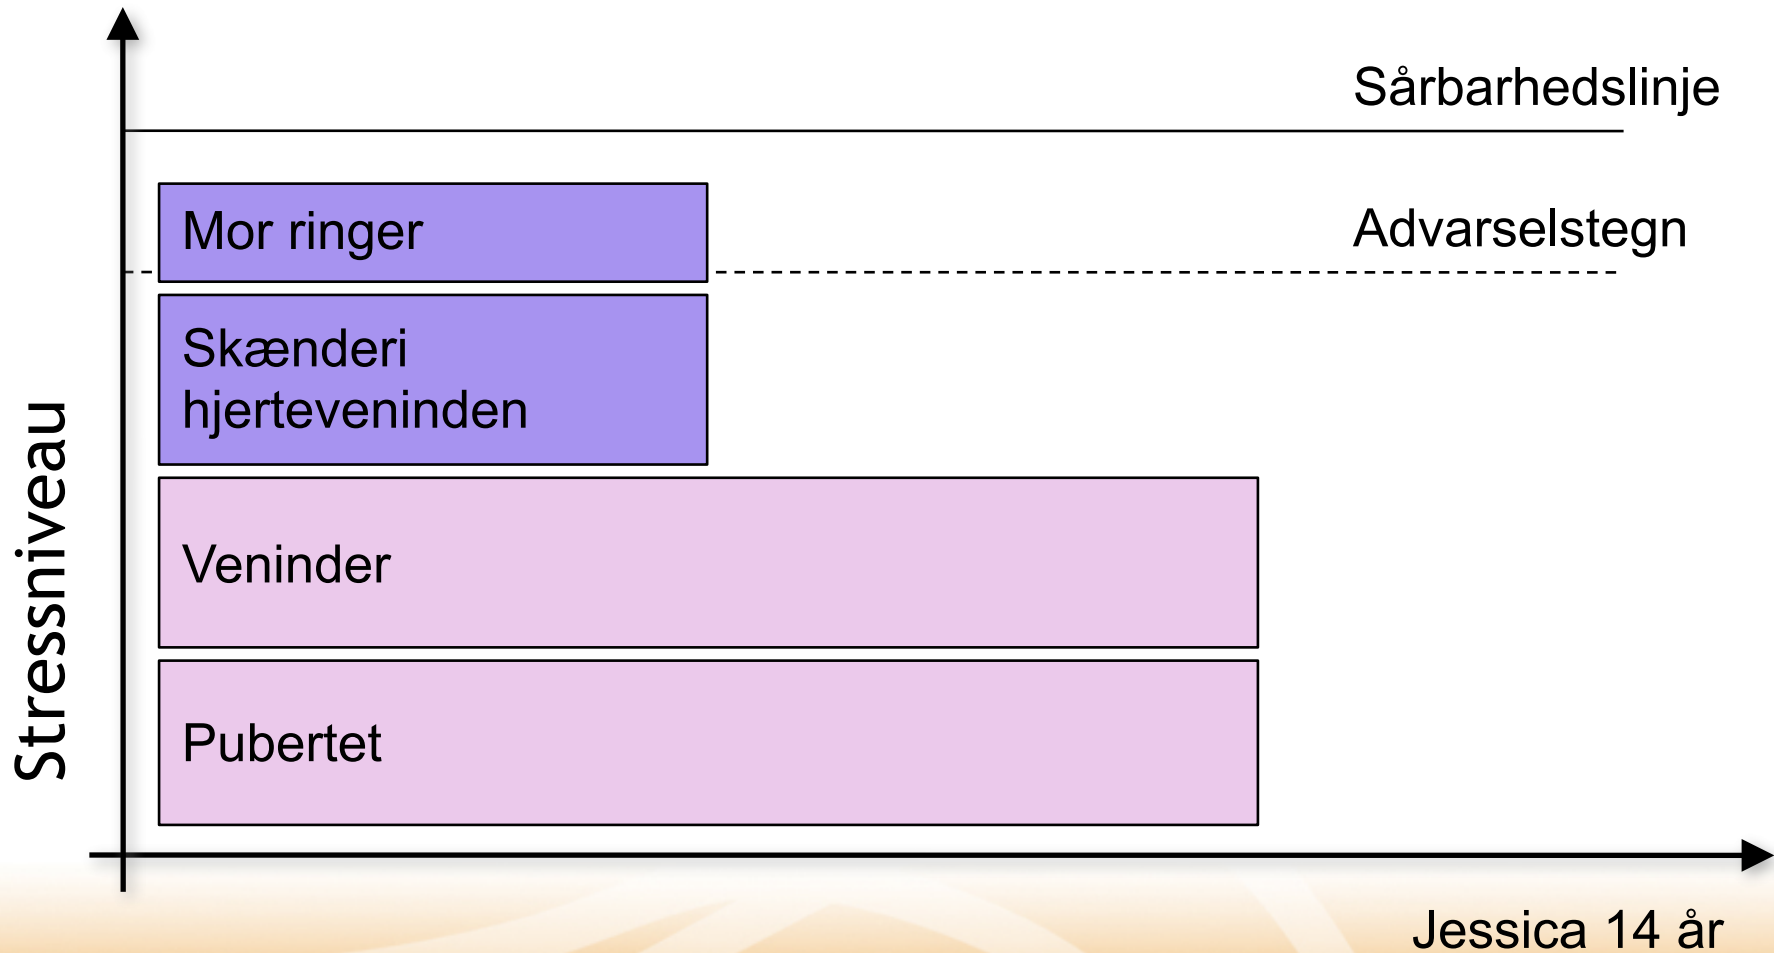 Sårbarhedslinje
Mor ringer
Advarselstegn
Skænderi
hjerteveninden
Veninder
Pubertet
Stressniveau
Jessica 14 år